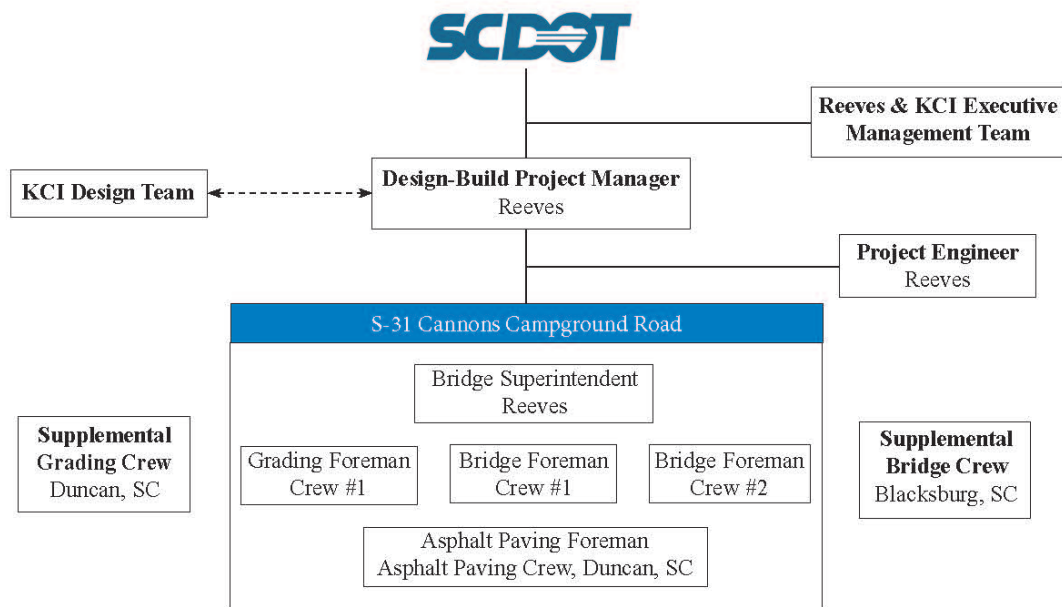 SCDOT
Reeves & KCI Executive
Management Team
KCI Design Team
Design-Build Project Manager
Reeves
Project Engineer
Reeves
S-31 Cannons Campground Road
Bridge Superintendent
Reeves
Supplemental
Grading Crew
Duncan, SC
Grading Foreman
Crew #1
Bridge Foreman
Crew #1
Bridge Foreman
Crew #2
Supplemental
Bridge Crew
Blacksburg, SC
Asphalt Paving Foreman
Asphalt Paving Crew, Duncan, SC